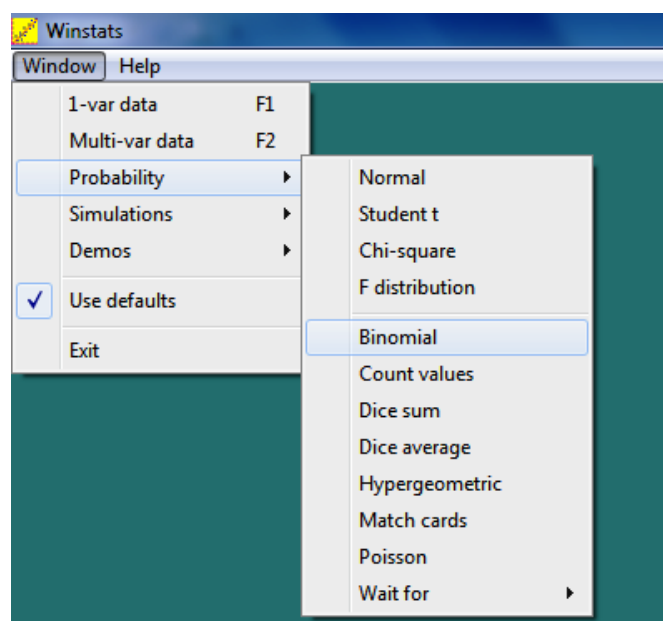 Winstats
Window Help
1-var data F1
Multi-var data F2
Probability
Simulations
Demos
Use defaults
Exit
Normal
Student t
Chi-square
F distribution
Binomial
Count values
Dice sum
Dice average
Hypergeometric
Match cards
Poisson
Wait for